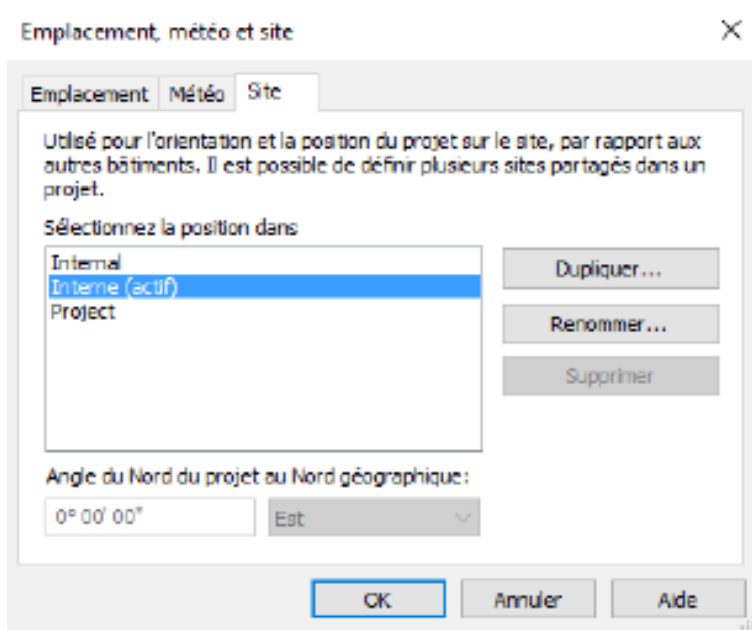 Emplacement, météo et site
Emplacement Météo Site
Utilisé pour l'orientation et la position du projet sur le site, par rapport aux
autres bâtiments. Il est possible de définir plusieurs sites partagés dans un
projet.
Sélectionnez la position dans
Internal
Interne (actif)
Project
Dupliquer...
Renommer...
Supprimer
Angle du Nord du projet au Nord géographique:
0° 00' 00"
Est
OK Annuler Aide